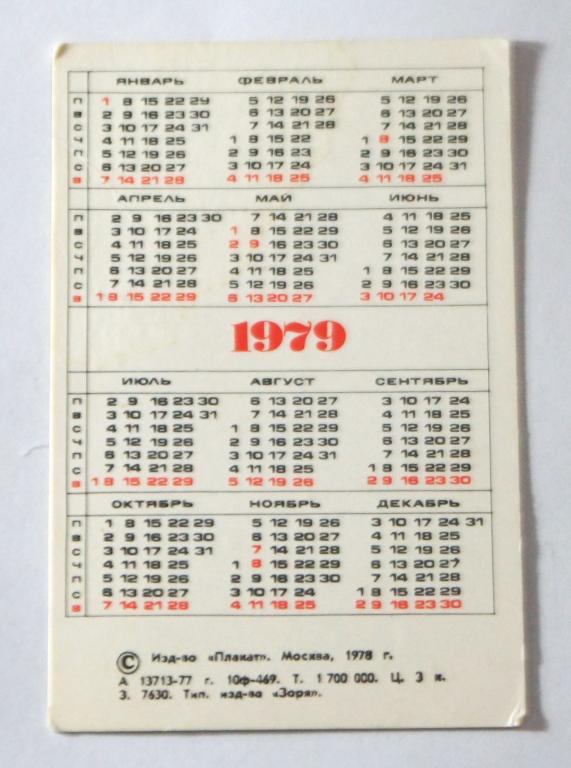 ЯНВАРЬ ФЕВРАЛЬ МАРТ
П 1 8 15 22 29 5 12 19 26 5 12 19 26
В 2 9 16 23 30 6 13 20 27 6 13 20 27
С 3 10 17 24 31 7 14 21 28 7 14 21 28
Ч 4 11 18 25 1 8 15 22 1 8 15 22 29
П 5 12 19 26 2 9 16 23 2 9 16 23 30
С 6 13 20 27 3 10 17 24 3 10 17 24 31
В 7 14 21 28 4 11 18 25 4 11 18 25
АПРЕЛЬ МАЙ ИЮНЬ
П 2 9 16 23 30 7 14 21 28 4 11 18 25
В 3 10 17 24 1 8 15 22 29 5 12 19 26
С 4 11 18 25 2 9 16 23 30 6 13 20 27
Ч 5 12 19 26 3 10 17 24 31 7 14 21 28
П 6 13 20 27 4 11 18 25 1 8 15 22 29
С 7 14 21 28 5 12 19 26 2 9 16 23 30
В 1 8 15 22 29 6 13 20 27 3 10 17 24
1979
ИЮЛЬ АВГУСТ СЕНТЯБРЬ
П 2 9 16 23 30 6 13 20 27 3 10 17 24
В 3 10 17 24 31 7 14 21 28 4 11 18 25
С 4 11 18 25 1 8 15 22 29 5 12 19 26
Ч 5 12 19 26 2 9 16 23 30 6 13 20 27
П 6 13 20 27 3 10 17 24 31 7 14 21 28
С 7 14 21 28 4 11 18 25 1 8 15 22 29
В 1 8 15 22 29 5 12 19 26 2 9 16 23 30
ОКТЯБРЬ НОЯБРЬ ДЕКАБРЬ
П 1 8 15 22 29 5 12 19 26 3 10 17 24 31
В 2 9 16 23 30 6 13 20 27 4 11 18 25
С 3 10 17 24 31 7 14 21 28 5 12 19 26
Ч 4 11 18 25 1 8 15 22 29 6 13 20 27
П 5 12 19 26 2 9 16 23 30 7 14 21 28
С 6 13 20 27 3 10 17 24 1 8 15 22 29
В 7 14 21 28 4 11 18 25 2 9 16 23 30
© Изд-во «Плакат». Москва, 1978 г.
А 13713-77 г. 10ф-469. Т. 1 700 000. Ц. 3 к.
З. 7630. Тип. изд-ва «Зоря».